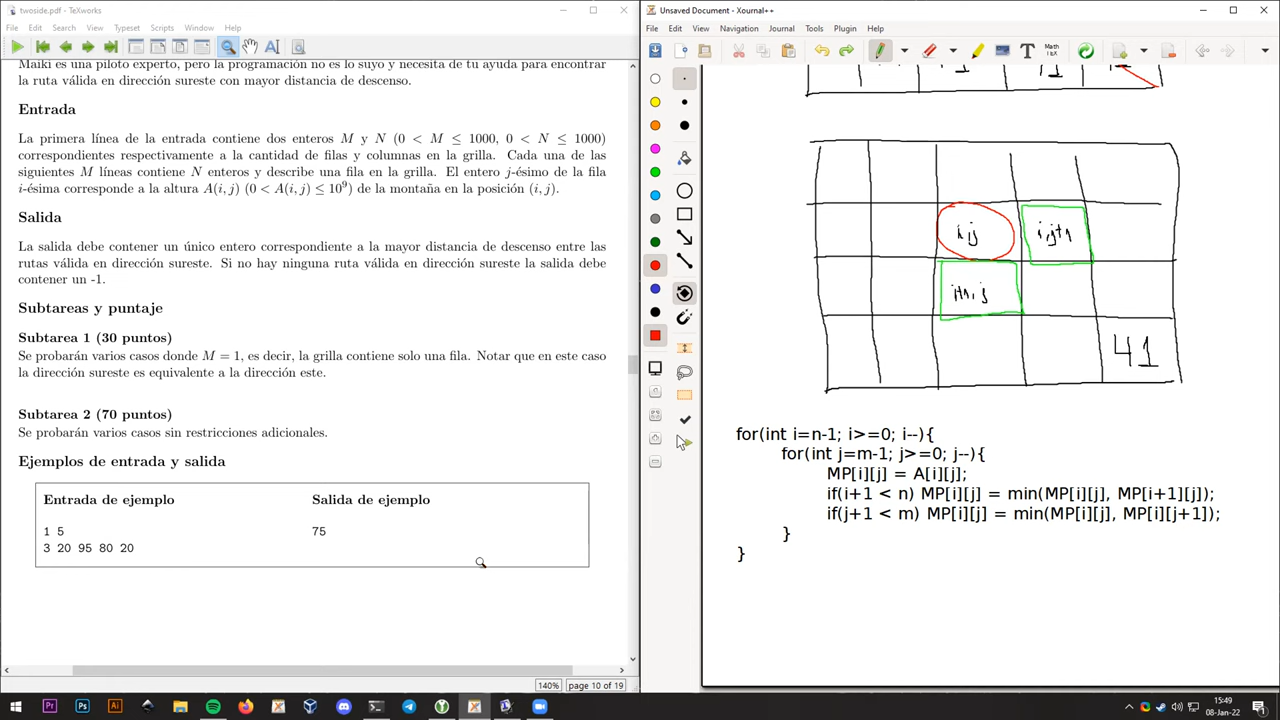 twoside.pdf - TeXworks
File Edit Search Format Typeset Scripts Window Help
Maiki es una piloto experto, pero la programación no es lo suyo y necesita de tu ayuda para encontrar
la ruta válida en dirección sureste con mayor distancia de descenso.
Entrada
La primera línea de la entrada contiene dos enteros M y N (0 < M ≤ 1000, 0 < N ≤ 1000)
correspondientes respectivamente a la cantidad de filas y columnas en la grilla. Cada una de las
siguientes M líneas contiene N enteros y describe una fila en la grilla. El entero j-ésimo de la fila
i-ésima corresponde a la altura A(i, j) (0 < A(i, j) ≤ 10⁹) de la montaña en la posición (i, j).
Salida
La salida debe contener un único entero correspondiente a la mayor distancia de descenso entre las
rutas válida en dirección sureste. Si no hay ninguna ruta válida en dirección sureste la salida debe
contener un -1.
Subtareas y puntaje
Subtarea 1 (30 puntos)
Se probarán varios casos donde M = 1, es decir, la grilla contiene solo una fila. Notar que en este caso
la dirección sureste es equivalente a la dirección este.
Subtarea 2 (70 puntos)
Se probarán varios casos sin restricciones adicionales.
Ejemplos de entrada y salida
Entrada de ejemplo Salida de ejemplo
1 5 75
3 20 95 80 20
140% page 10 of 19
Unsaved Document - Xournal++
File Edit View Navigation Journal Tools Plugin Help
Math
i,j i,j+1
i+1,j
41
for(int i=n-1; i>=0; i--){
for(int j=m-1; j>=0; j--){
MP[i][j] = A[i][j];
if(i+1 < n) MP[i][j] = min(MP[i][j], MP[i+1][j]);
if(j+1 < m) MP[i][j] = min(MP[i][j], MP[i][j+1]);
}
}
Pr Ps Ai
15:49
08-Jan-22